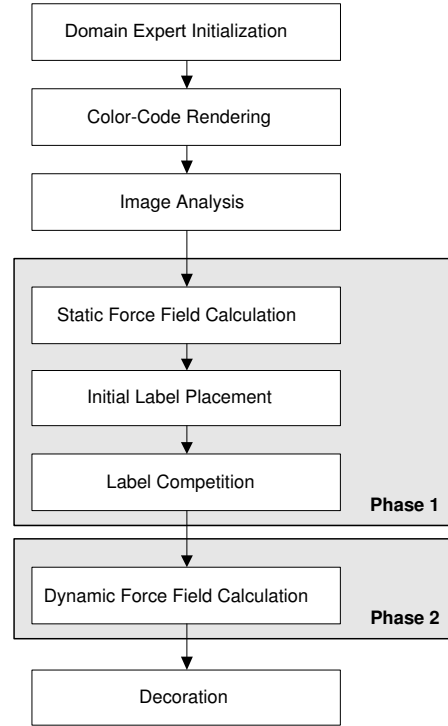 Domain Expert Initialization
Color-Code Rendering
Image Analysis
Static Force Field Calculation
Initial Label Placement
Label Competition
Phase 1
Dynamic Force Field Calculation
Phase 2
Decoration